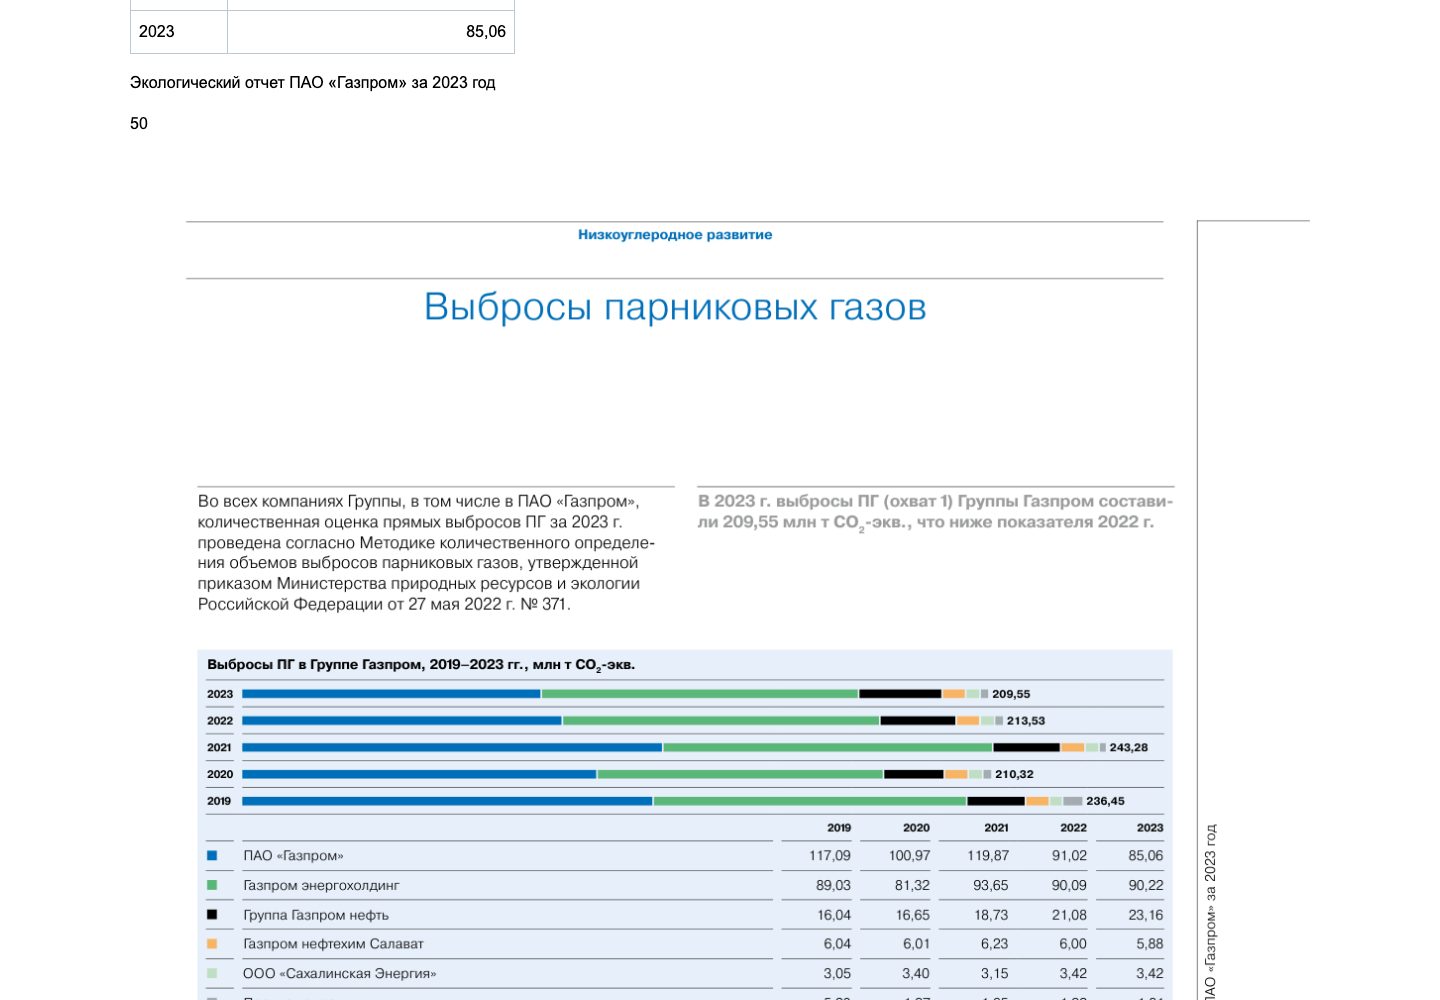 2023 85,06
Экологический отчет ПАО «Газпром» за 2023 год
50
Низкоуглеродное развитие
Выбросы парниковых газов
Во всех компаниях Группы, в том числе в ПАО «Газпром»,
количественная оценка прямых выбросов ПГ за 2023 г.
проведена согласно Методике количественного определе-
ния объемов выбросов парниковых газов, утвержденной
приказом Министерства природных ресурсов и экологии
Российской Федерации от 27 мая 2022 г. № 371.
В 2023 г. выбросы ПГ (охват 1) Группы Газпром состави-
ли 209,55 млн т CO2-экв., что ниже показателя 2022 г.
Выбросы ПГ в Группе Газпром, 2019–2023 гг., млн т CO2-экв.
2023 209,55
2022 213,53
2021 243,28
2020 210,32
2019 236,45
2019 2020 2021 2022 2023
ПАО «Газпром» 117,09 100,97 119,87 91,02 85,06
Газпром энергохолдинг 89,03 81,32 93,65 90,09 90,22
Группа Газпром нефть 16,04 16,65 18,73 21,08 23,16
Газпром нефтехим Салават 6,04 6,01 6,23 6,00 5,88
ООО «Сахалинская Энергия» 3,05 3,40 3,15 3,42 3,42
ПАО «Газпром» за 2023 год